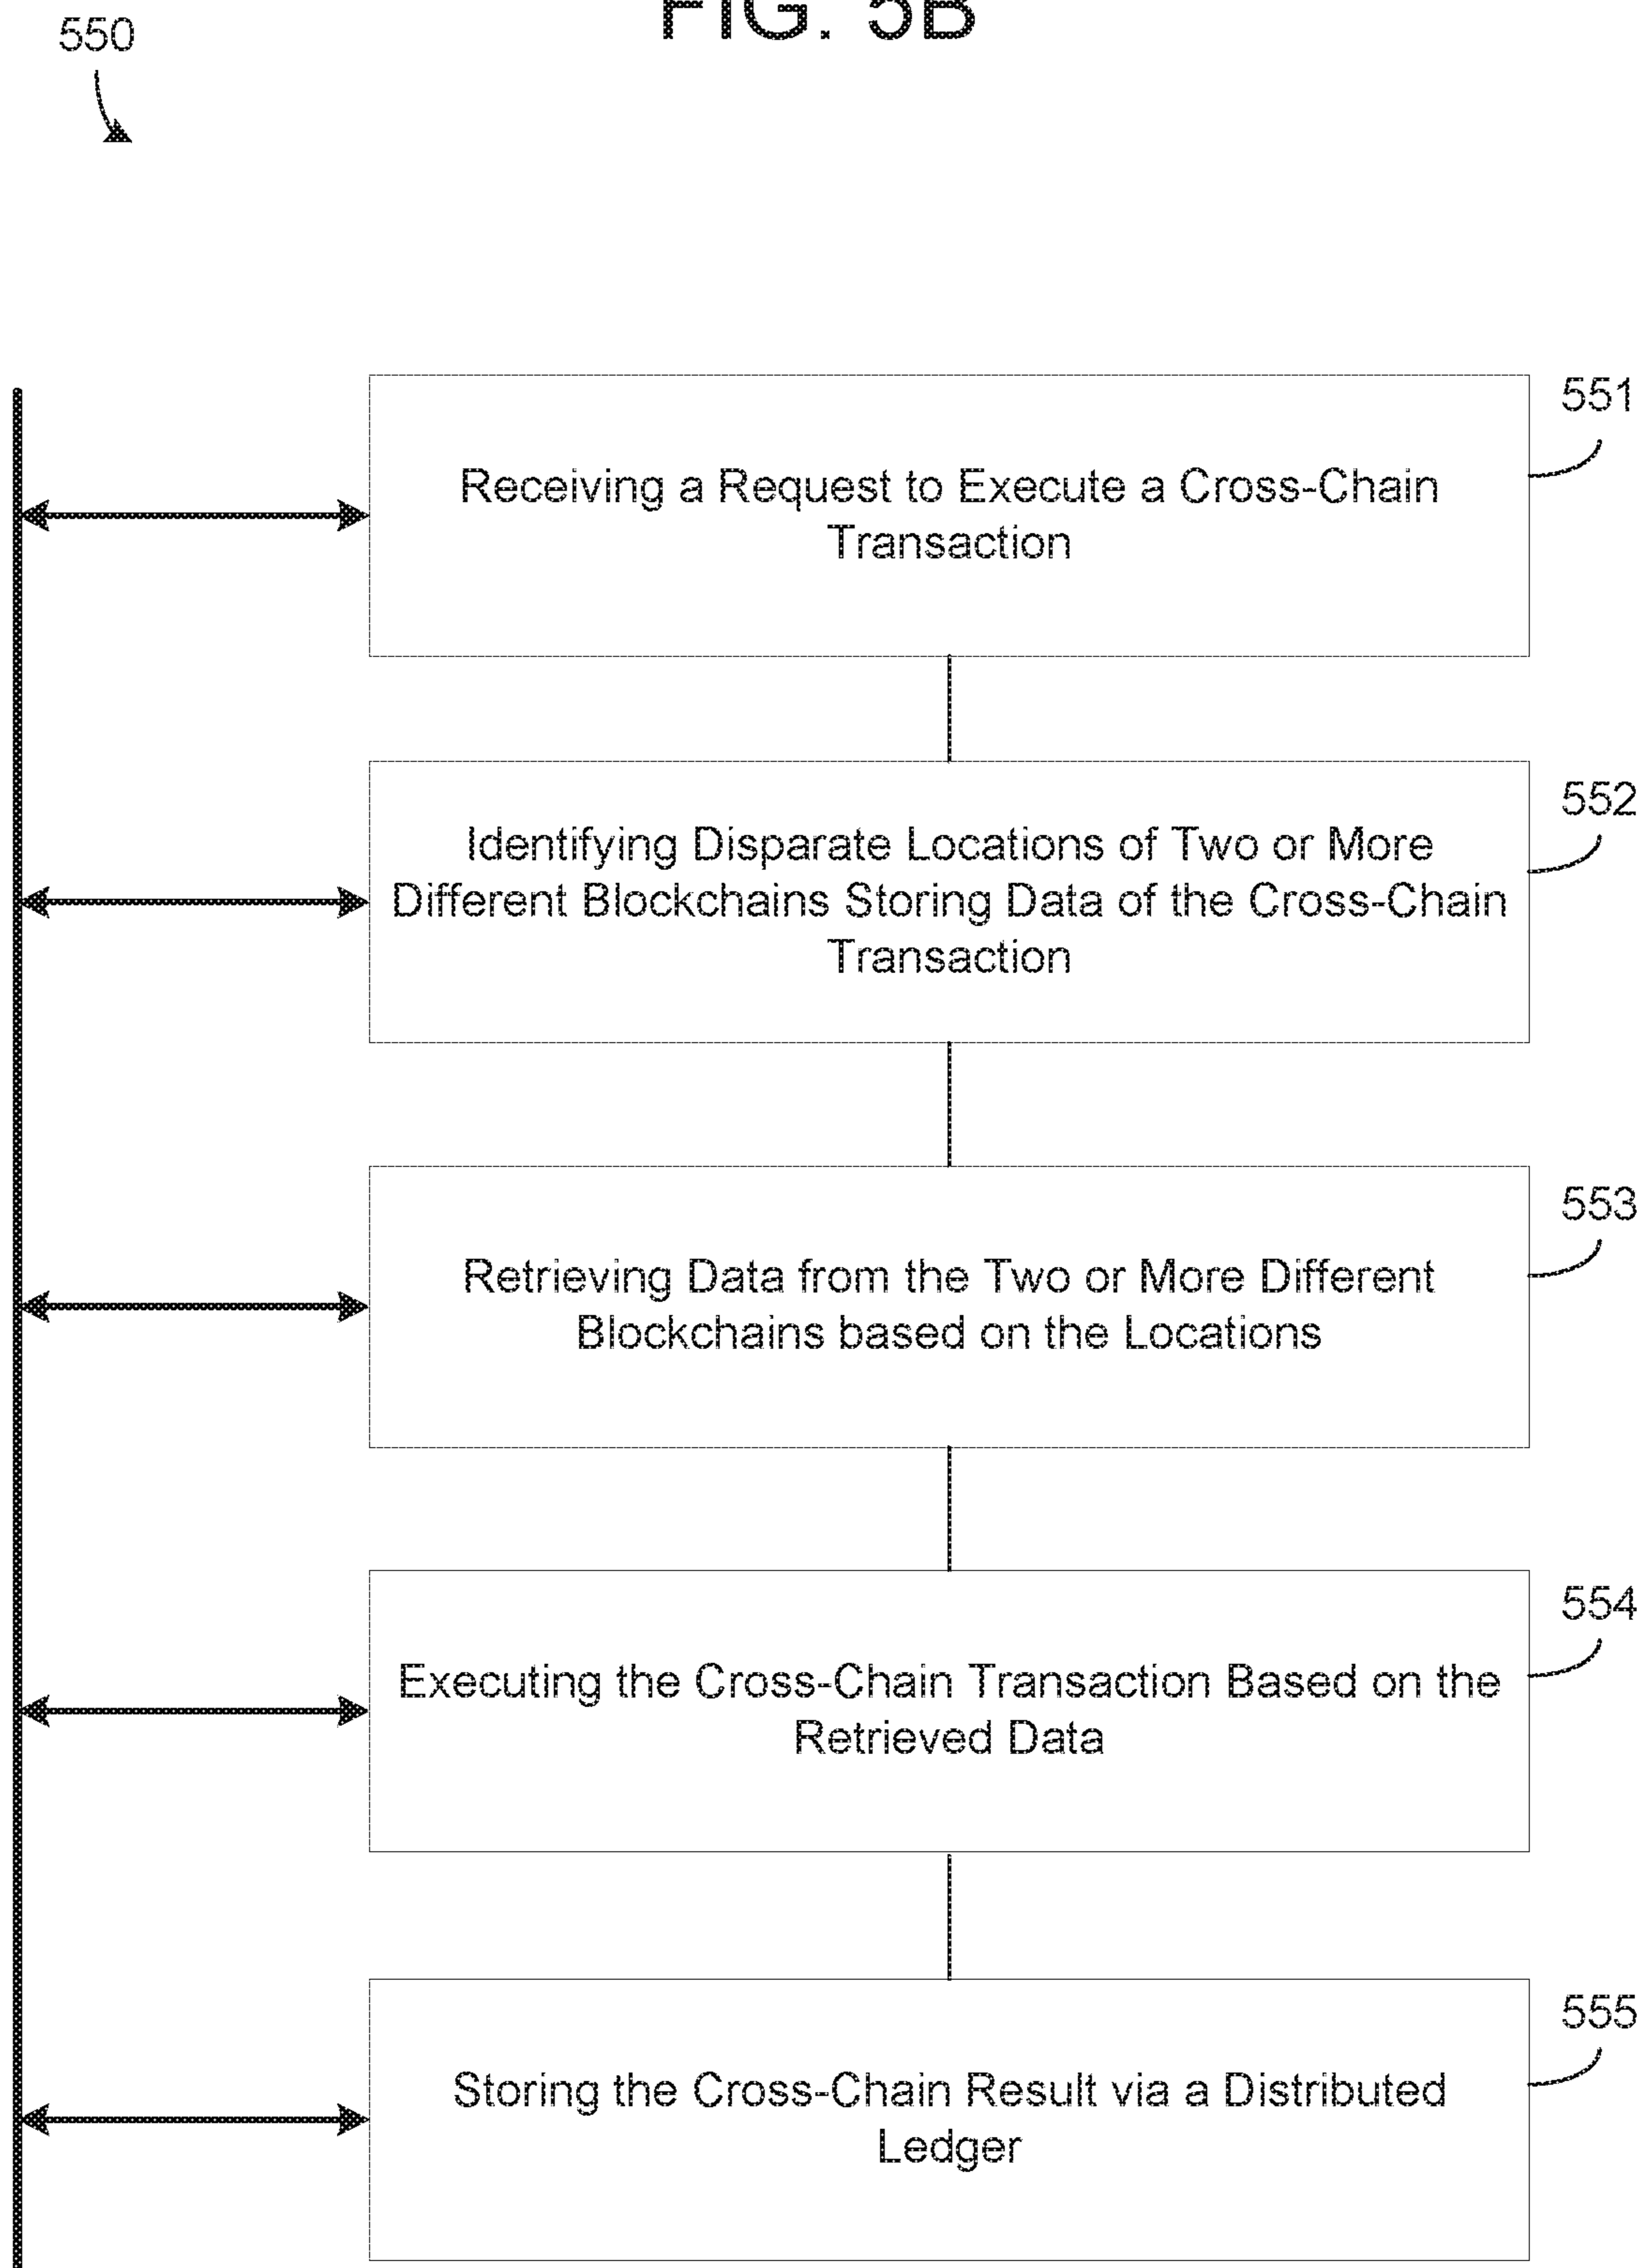 FIG. 5B
550
551
Receiving a Request to Execute a Cross-Chain
Transaction
552
Identifying Disparate Locations of Two or More
Different Blockchains Storing Data of the Cross-Chain
Transaction
553
Retrieving Data from the Two or More Different
Blockchains based on the Locations
554
Executing the Cross-Chain Transaction Based on the
Retrieved Data
555
Storing the Cross-Chain Result via a Distributed
Ledger